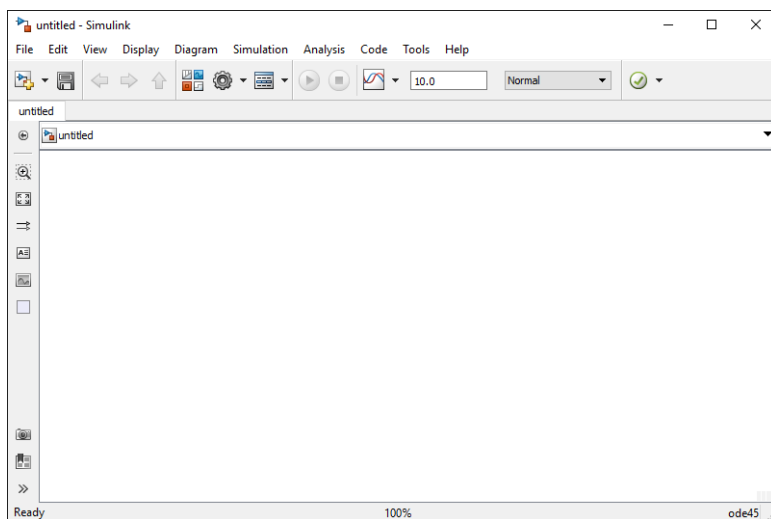 untitled - Simulink
File Edit View Display Diagram Simulation Analysis Code Tools Help
10.0 Normal
untitled
untitled
Ready 100% ode45